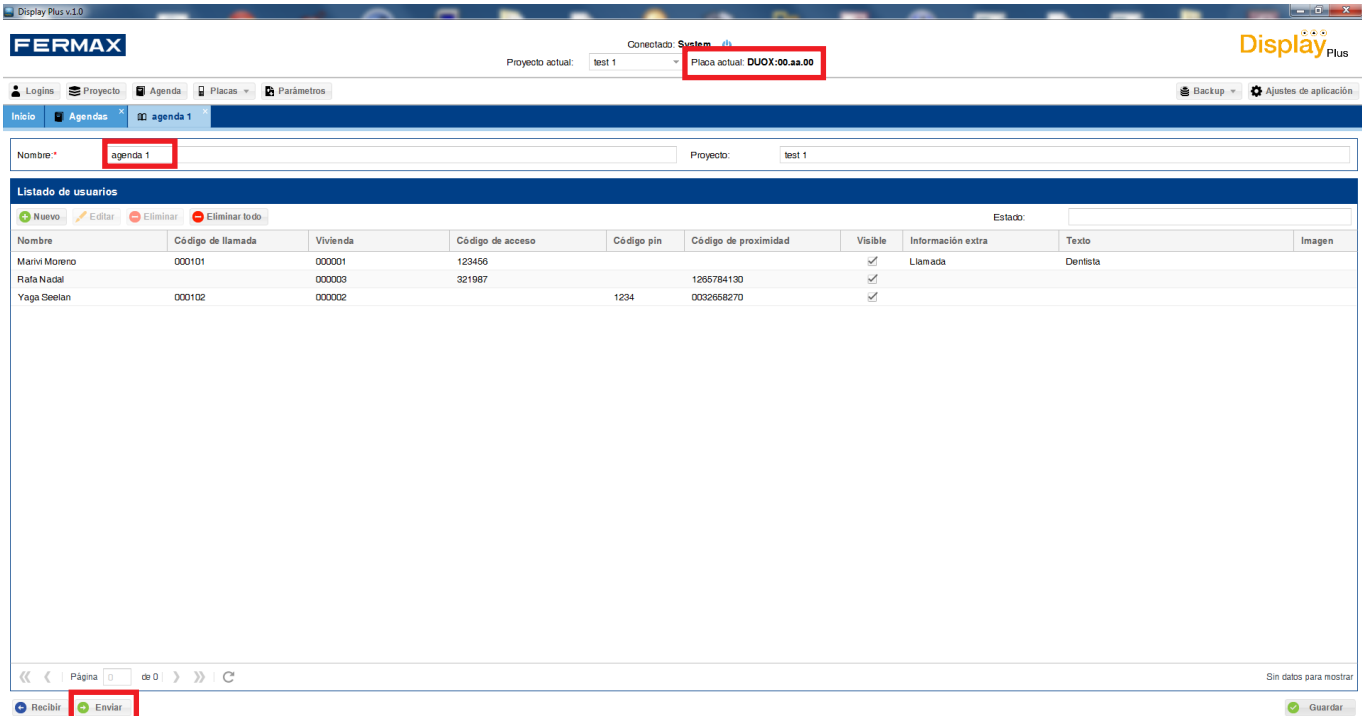 Display Plus v.1.0
FERMAX
Conectado: System
Display Plus
Proyecto actual: test 1 Placa actual: DUOX:00.aa.00
Logins Proyecto Agenda Placas Parámetros Backup Ajustes de aplicación
Inicio Agendas agenda 1
Nombre:* agenda 1 Proyecto: test 1
Listado de usuarios
Nuevo Editar Eliminar Eliminar todo Estado:
Nombre Código de llamada Vivienda Código de acceso Código pin Código de proximidad Visible Información extra Texto Imagen
Marivi Moreno 000101 000001 123456 Llamada Dentista
Rafa Nadal 000003 321987 1265784130
Yaga Seelan 000102 000002 1234 0032658270
Página 0 de 0 Sin datos para mostrar
Recibir Enviar Guardar